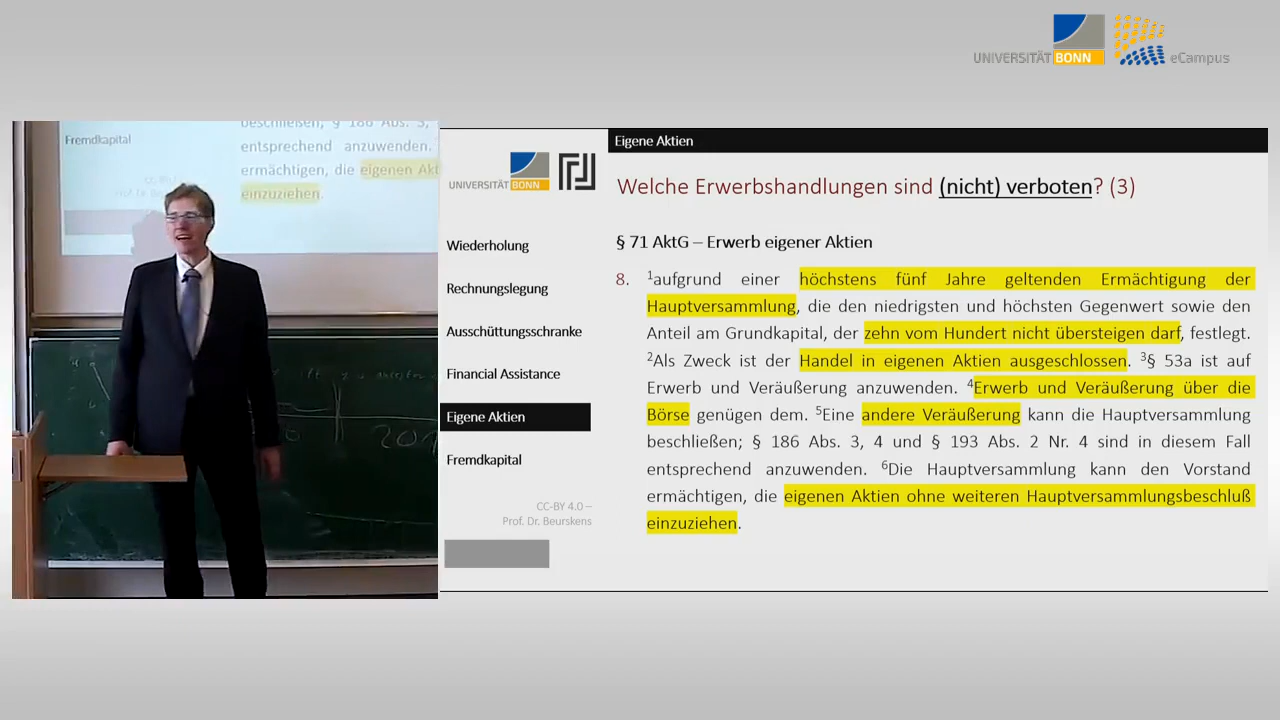 UNIVERSITÄT BONN eCampus
beschließen; § 186 Abs. 3,
Fremdkapital
entsprechend anzuwenden.
ermächtigen, die eigenen Akt
einzuziehen.
Eigene Aktien
UNIVERSITÄT BONN
Welche Erwerbshandlungen sind (nicht) verboten? (3)
Wiederholung
Rechnungslegung
Ausschüttungsschranke
Financial Assistance
Eigene Aktien
Fremdkapital
CC-BY 4.0 –
Prof. Dr. Beurskens
§ 71 AktG – Erwerb eigener Aktien
8. ¹aufgrund einer höchstens fünf Jahre geltenden Ermächtigung der
Hauptversammlung, die den niedrigsten und höchsten Gegenwert sowie den
Anteil am Grundkapital, der zehn vom Hundert nicht übersteigen darf, festlegt.
²Als Zweck ist der Handel in eigenen Aktien ausgeschlossen. ³§ 53a ist auf
Erwerb und Veräußerung anzuwenden. ⁴Erwerb und Veräußerung über die
Börse genügen dem. ⁵Eine andere Veräußerung kann die Hauptversammlung
beschließen; § 186 Abs. 3, 4 und § 193 Abs. 2 Nr. 4 sind in diesem Fall
entsprechend anzuwenden. ⁶Die Hauptversammlung kann den Vorstand
ermächtigen, die eigenen Aktien ohne weiteren Hauptversammlungsbeschluß
einzuziehen.